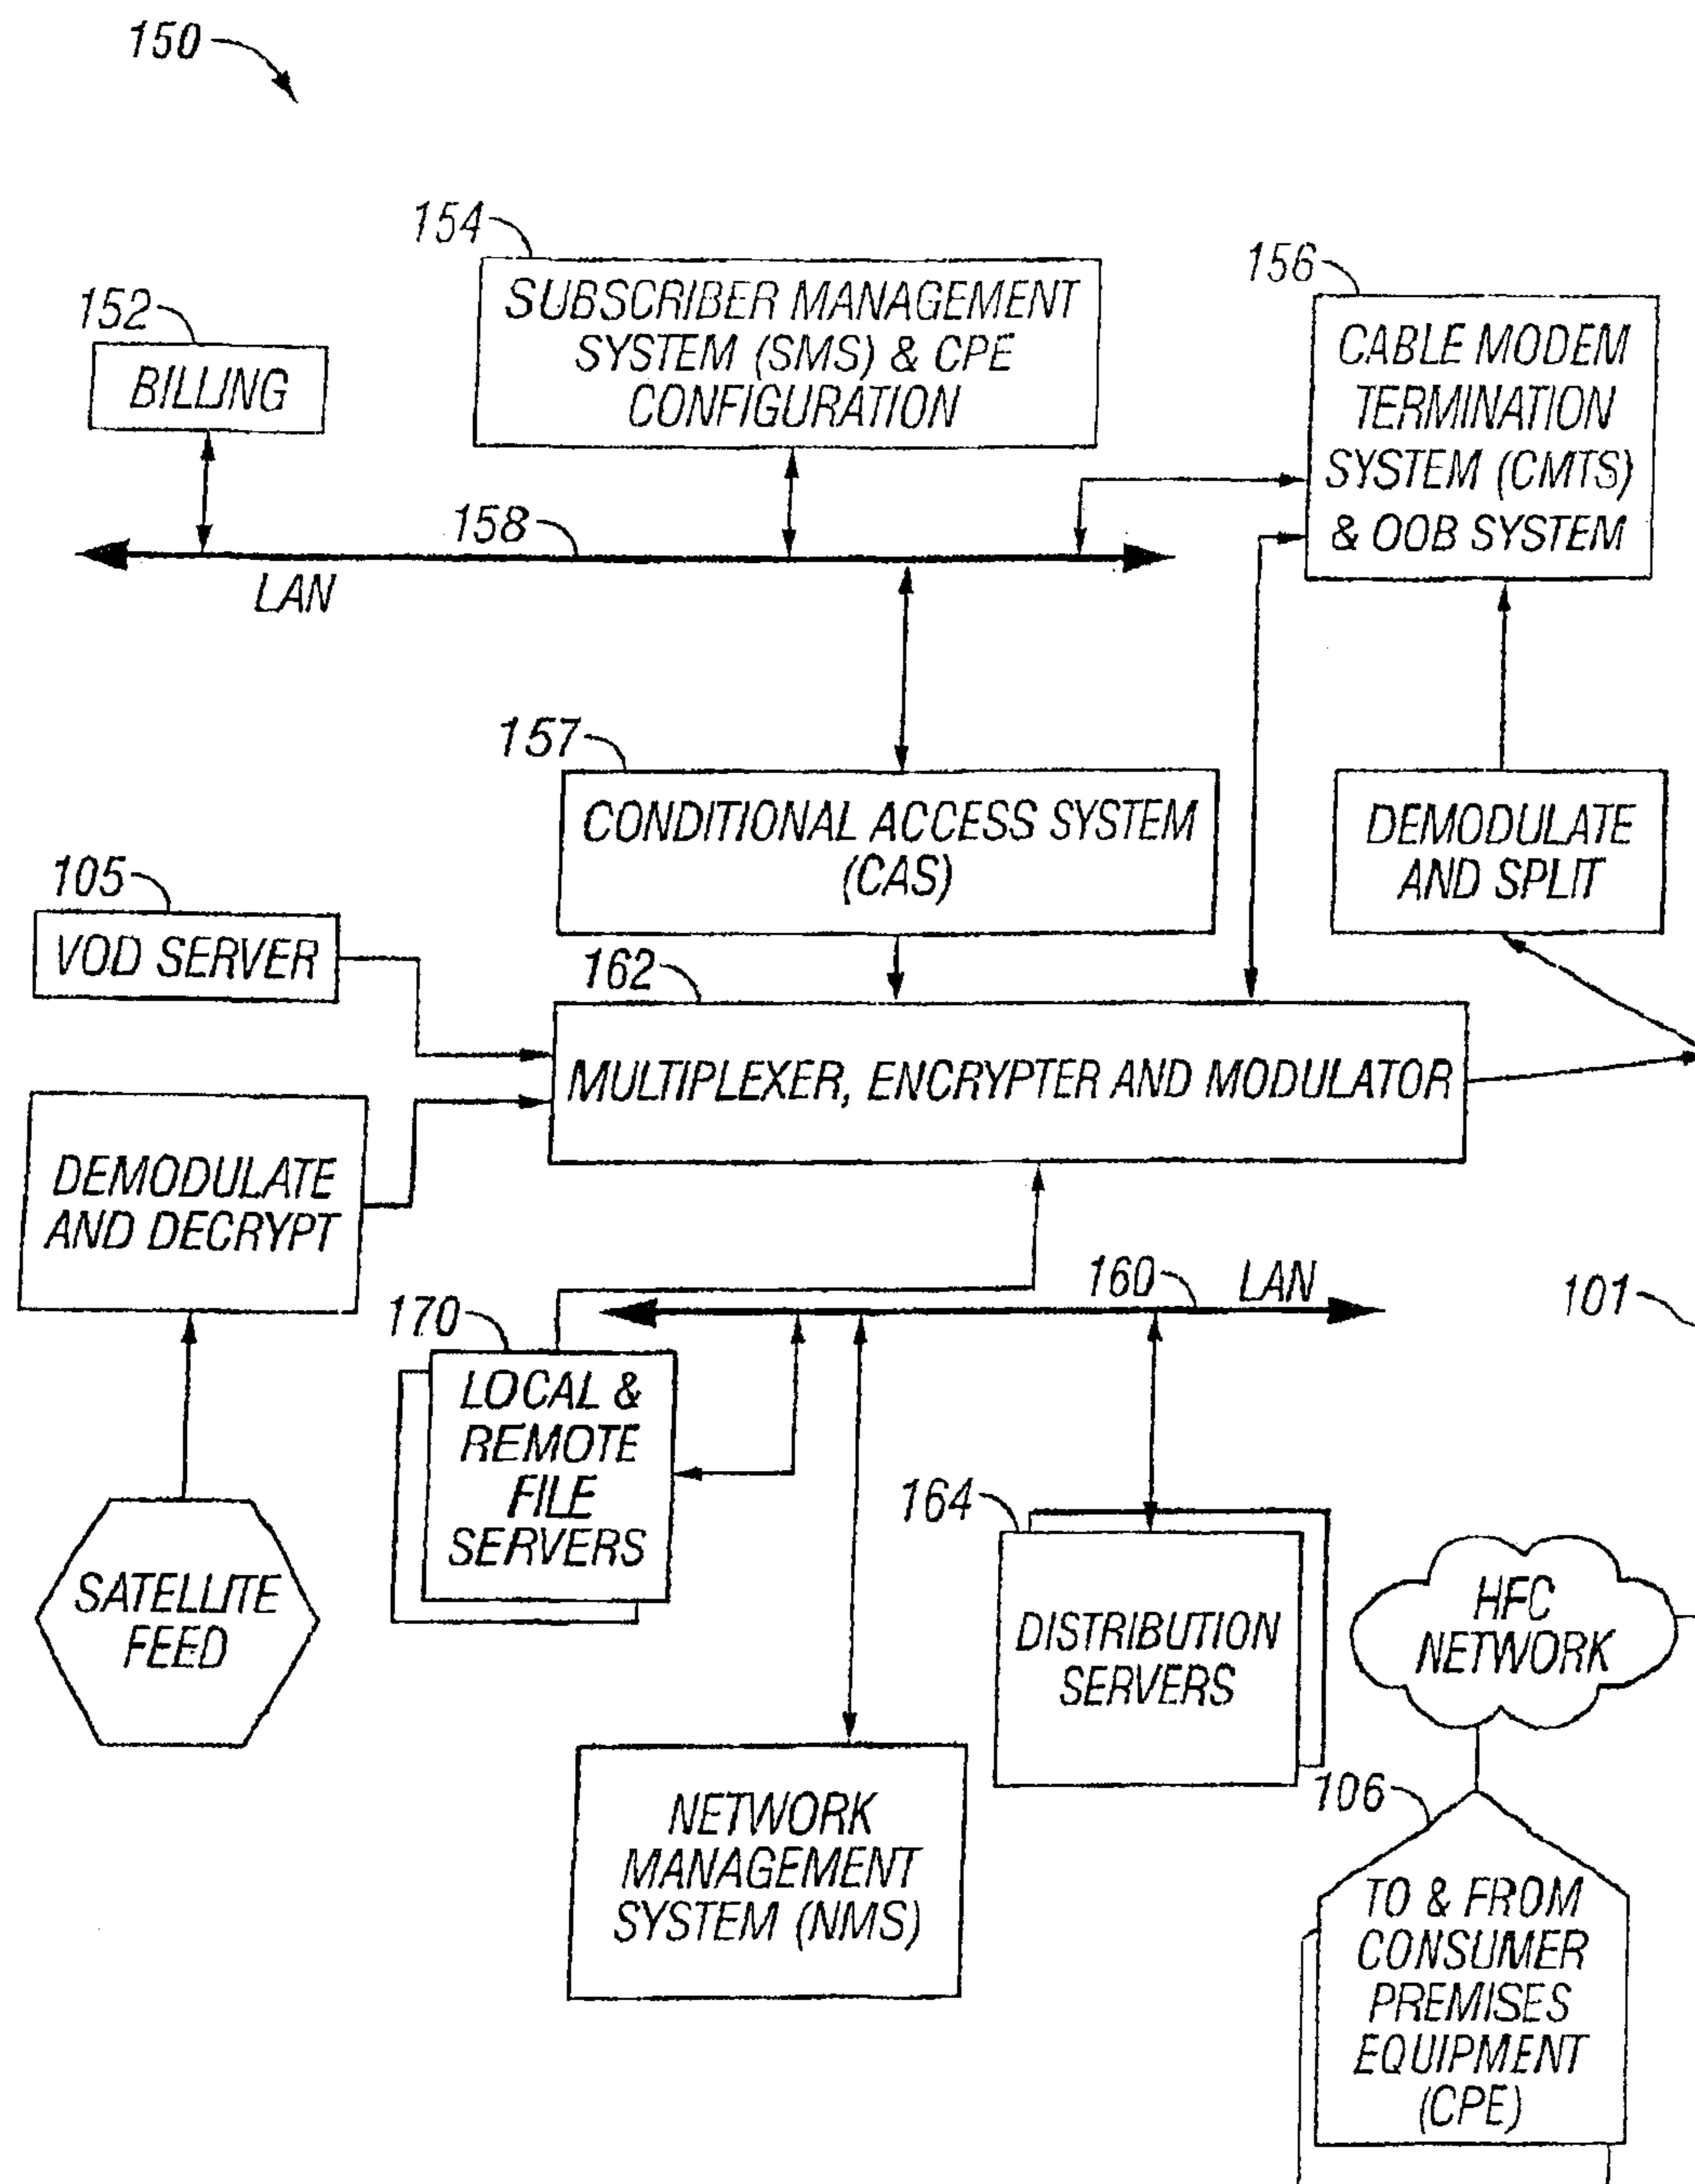 150
154
SUBSCRIBER MANAGEMENT
SYSTEM (SMS) & CPE
CONFIGURATION
156
CABLE MODEM
TERMINATION
SYSTEM (CMTS)
& OOB SYSTEM
152
BILLING
158
LAN
157
CONDITIONAL ACCESS SYSTEM
(CAS)
DEMODULATE
AND SPLIT
105
VOD SERVER
162
MULTIPLEXER, ENCRYPTER AND MODULATOR
DEMODULATE
AND DECRYPT
160
LAN
101
170
LOCAL &
REMOTE
FILE
SERVERS
164
DISTRIBUTION
SERVERS
SATELLITE
FEED
HFC
NETWORK
NETWORK
MANAGEMENT
SYSTEM (NMS)
106
TO & FROM
CONSUMER
PREMISES
EQUIPMENT
(CPE)